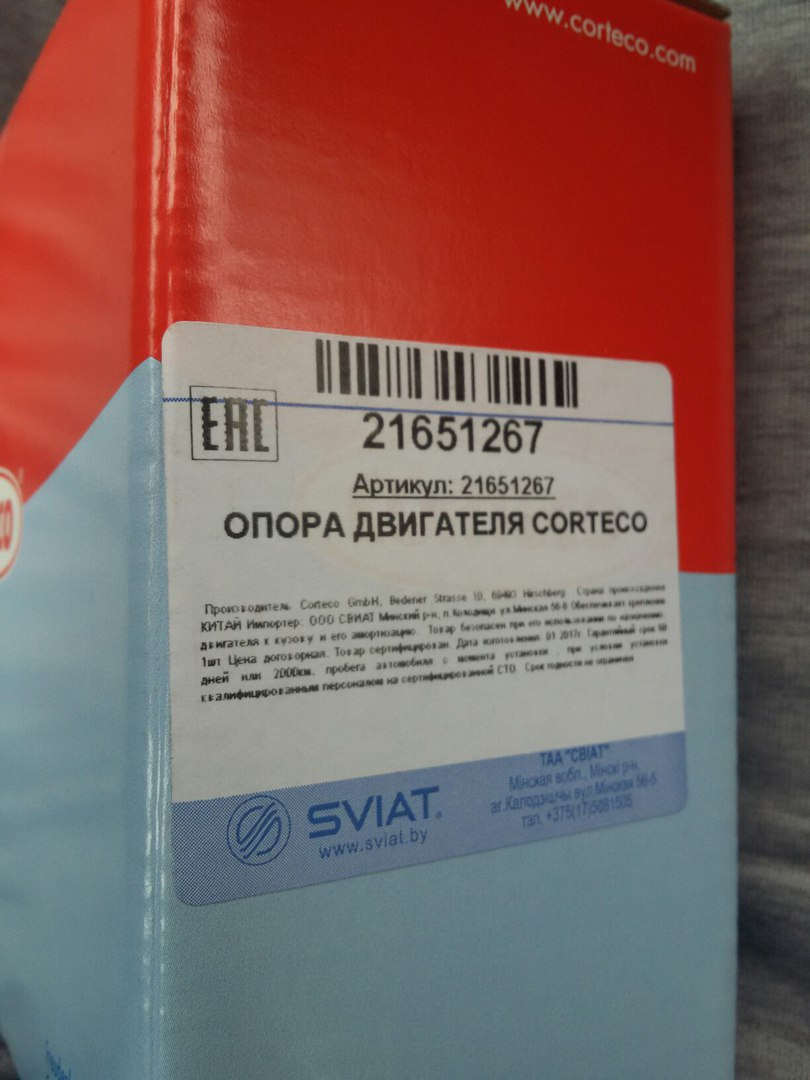 www.corteco.com
EAC
21651267
Артикул: 21651267
ОПОРА ДВИГАТЕЛЯ CORTECO
Производитель Corteco GmbH, Bedener Strasse 10, 69493 Hirschberg. Страна происхождения
КИТАЙ Импортер: ООО СВИАТ Минский р-н, п.Колодищи ул.Минская 56-6 Обеспечивает крепление
двигателя к кузову и его амортизацию. Товар безопасен при его использовании по назначению.
1шт Цена договорная. Товар сертифицирован. Дата изготовления 01.2017г. Гарантийный срок
дней или 2000км. пробега автомобиля с момента установки , при условии установки
квалифицированным персоналом на сертифицированной СТО. Срок годности не ограничен
SVIAT
www.sviat.by
ТАА "СВІАТ"
Мінская вобл., Мінскі р-н,
аг.Калодзішчы вул.Мінская 56-6
тэл. +375(17)5081505